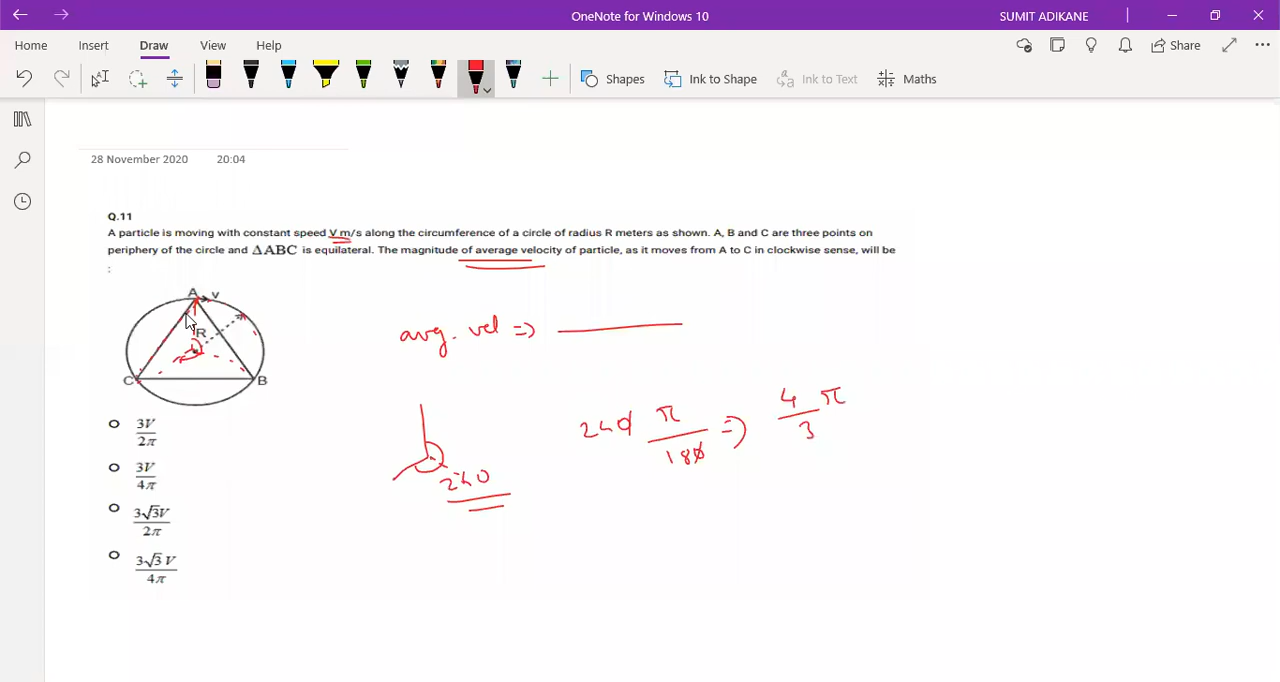 OneNote for Windows 10
SUMIT ADIKANE
Home Insert Draw View Help
Share
Shapes Ink to Shape Ink to Text Maths
28 November 2020 20:04
Q.11
A particle is moving with constant speed V m/s along the circumference of a circle of radius R meters as shown. A, B and C are three points on
periphery of the circle and ΔABC is equilateral. The magnitude of average velocity of particle, as it moves from A to C in clockwise sense, will be
:
A v
R
C B
avg. vel ⇒
240
240 π/180 ⇒ 4/3 π
3V/2π
3V/4π
3√3V/2π
3√3V/4π